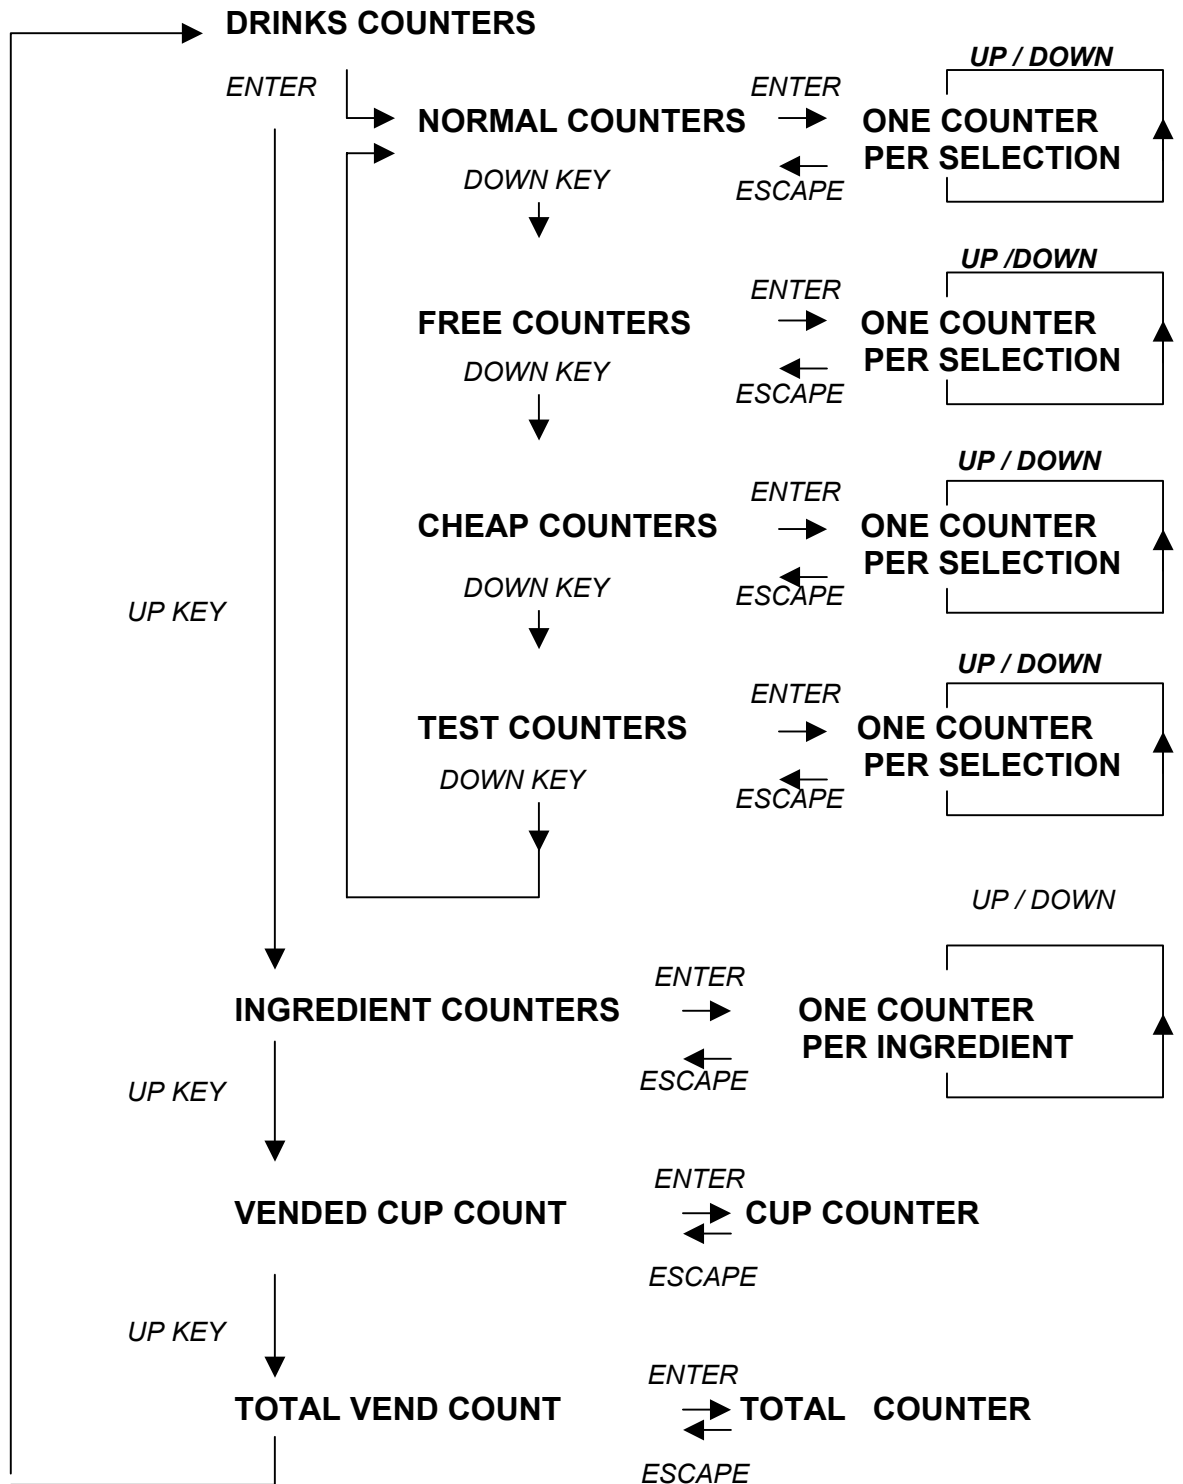 DRINKS COUNTERS
UP / DOWN
ENTER
ENTER
NORMAL COUNTERS
ONE COUNTER
PER SELECTION
DOWN KEY
ESCAPE
UP /DOWN
ENTER
FREE COUNTERS
ONE COUNTER
PER SELECTION
DOWN KEY
ESCAPE
UP / DOWN
ENTER
CHEAP COUNTERS
ONE COUNTER
PER SELECTION
DOWN KEY
ESCAPE
UP KEY
UP / DOWN
ENTER
TEST COUNTERS
ONE COUNTER
PER SELECTION
DOWN KEY
ESCAPE
UP / DOWN
ENTER
INGREDIENT COUNTERS
ONE COUNTER
PER INGREDIENT
ESCAPE
UP KEY
ENTER
VENDED CUP COUNT
CUP COUNTER
ESCAPE
UP KEY
ENTER
TOTAL VEND COUNT
TOTAL COUNTER
ESCAPE